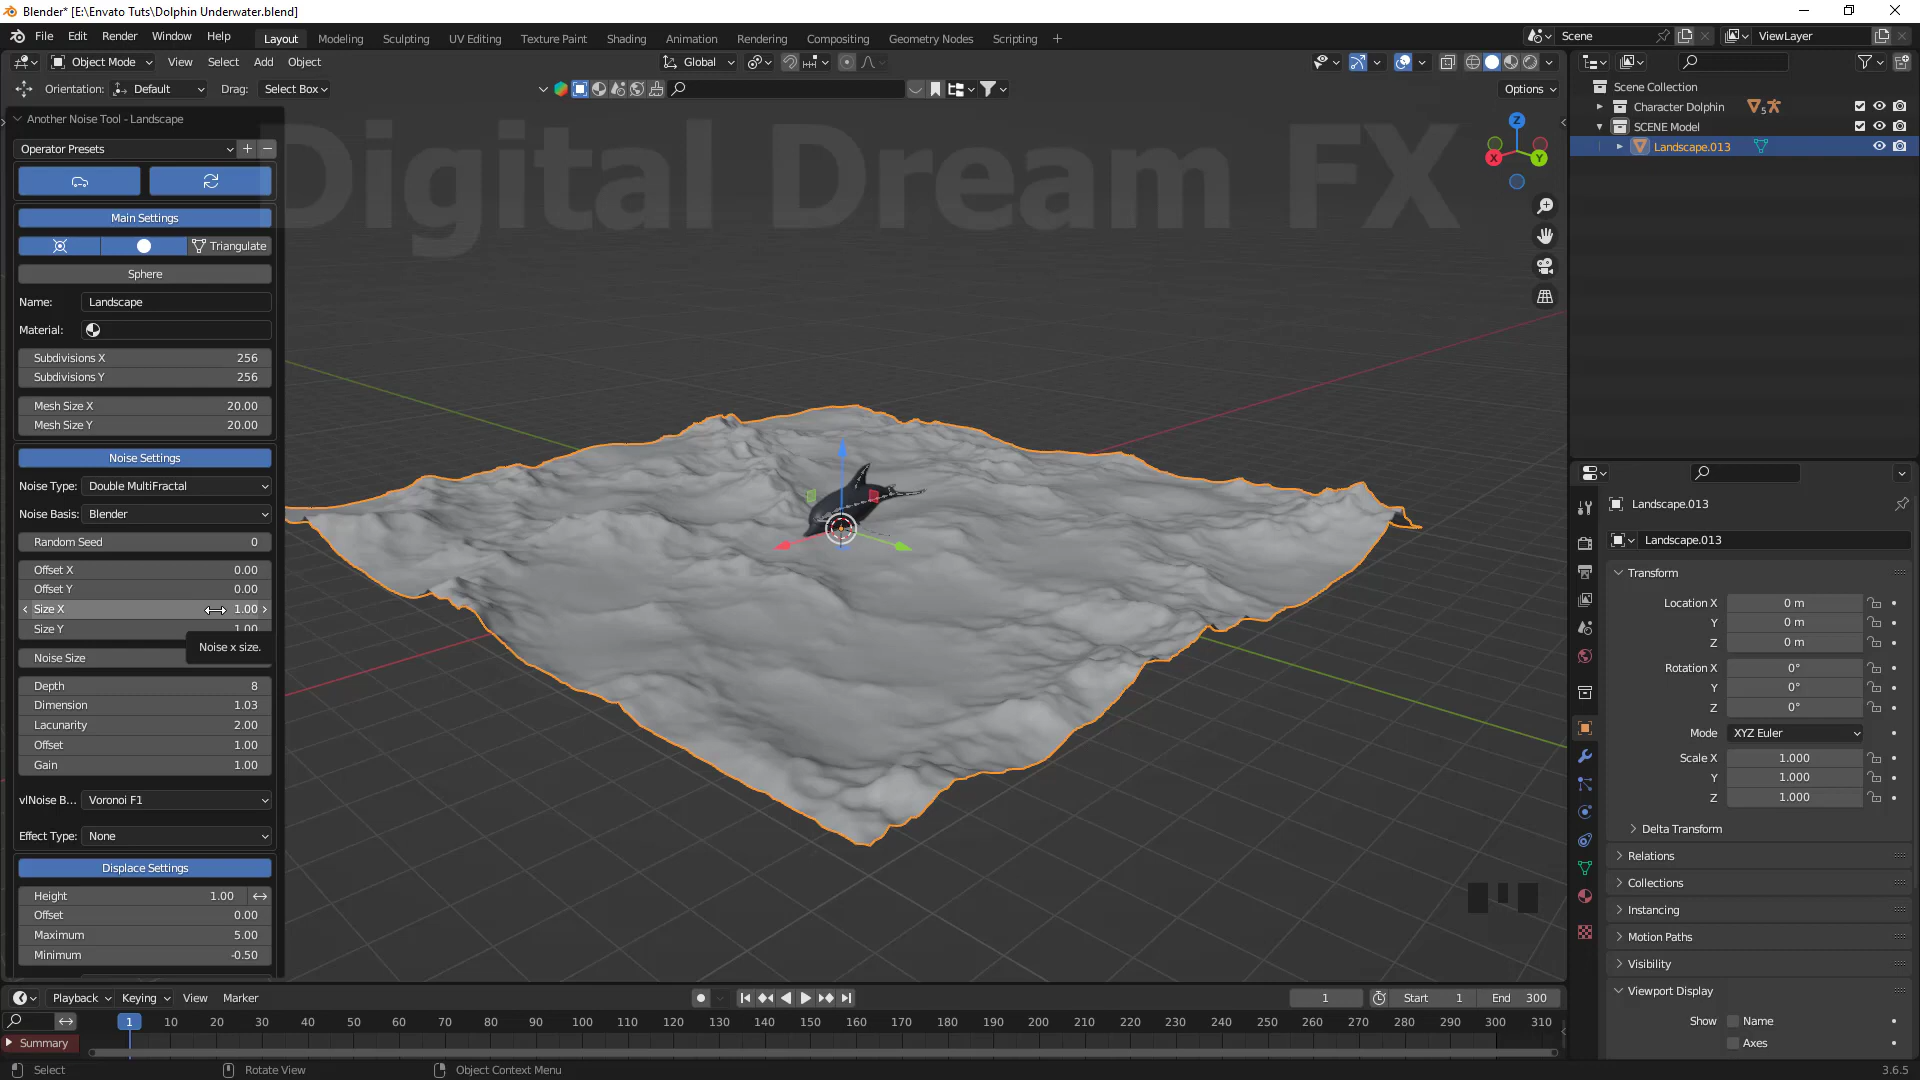 Blender* [E:\Envato Tuts\Dolphin Underwater.blend]
File Edit Render Window Help
Layout Modeling Sculpting UV Editing Texture Paint Shading Animation Rendering Compositing Geometry Nodes Scripting +
Scene
ViewLayer
Object Mode View Select Add Object
Global
Orientation: Default Drag: Select Box
Options
Scene Collection
Character Dolphin 5
SCENE Model
Landscape.013
Digital Dream FX
Z
X
Y
Another Noise Tool - Landscape
Operator Presets
Main Settings
Triangulate
Sphere
Name: Landscape
Material:
Subdivisions X 256
Subdivisions Y 256
Mesh Size X 20.00
Mesh Size Y 20.00
Noise Settings
Noise Type: Double MultiFractal
Noise Basis: Blender
Random Seed 0
Offset X 0.00
Offset Y 0.00
Size X 1.00
Size Y 1.00
Noise x size.
Noise Size
Depth 8
Dimension 1.03
Lacunarity 2.00
Offset 1.00
Gain 1.00
vlNoise B... Voronoi F1
Effect Type: None
Displace Settings
Height 1.00
Offset 0.00
Maximum 5.00
Minimum -0.50
Landscape.013
Landscape.013
Transform
Location X 0 m
Y 0 m
Z 0 m
Rotation X 0°
Y 0°
Z 0°
Mode XYZ Euler
Scale X 1.000
Y 1.000
Z 1.000
Delta Transform
Relations
Collections
Instancing
Motion Paths
Visibility
Viewport Display
Show Name
Axes
Playback Keying View Marker
1 Start 1 End 300
1 10 20 30 40 50 60 70 80 90 100 110 120 130 140 150 160 170 180 190 200 210 220 230 240 250 260 270 280 290 300 310
Summary
Select Rotate View Object Context Menu 3.6.5